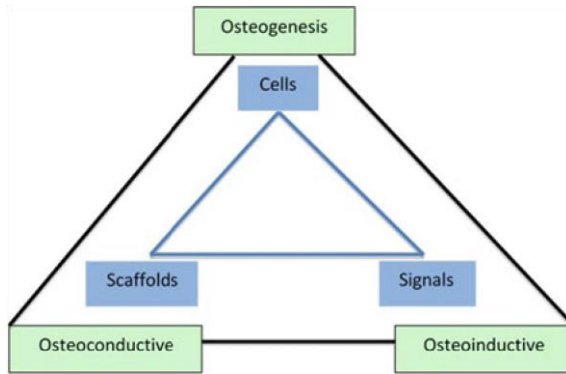 Osteogenesis
Cells
Scaffolds
Signals
Osteoconductive
Osteoinductive